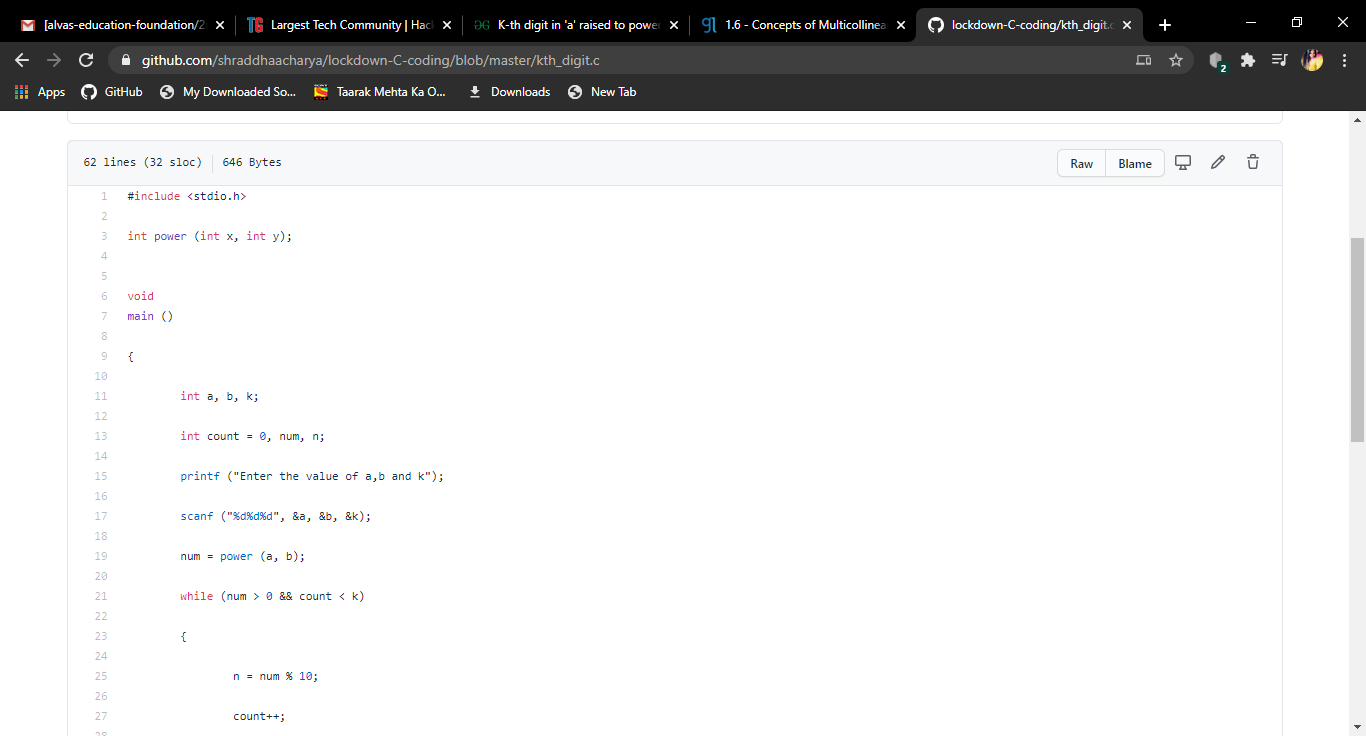 [alvas-education-foundation/2
Largest Tech Community | Hack
K-th digit in 'a' raised to powe
1.6 - Concepts of Multicollinea
lockdown-C-coding/kth_digit.c
github.com/shraddhaacharya/lockdown-C-coding/blob/master/kth_digit.c
2
Apps GitHub My Downloaded So... Taarak Mehta Ka O... Downloads New Tab
62 lines (32 sloc) 646 Bytes Raw Blame
1 #include <stdio.h>
2
3 int power (int x, int y);
4
5
6 void
7 main ()
8
9 {
10
11 int a, b, k;
12
13 int count = 0, num, n;
14
15 printf ("Enter the value of a,b and k");
16
17 scanf ("%d%d%d", &a, &b, &k);
18
19 num = power (a, b);
20
21 while (num > 0 && count < k)
22
23 {
24
25 n = num % 10;
26
27 count++;
28